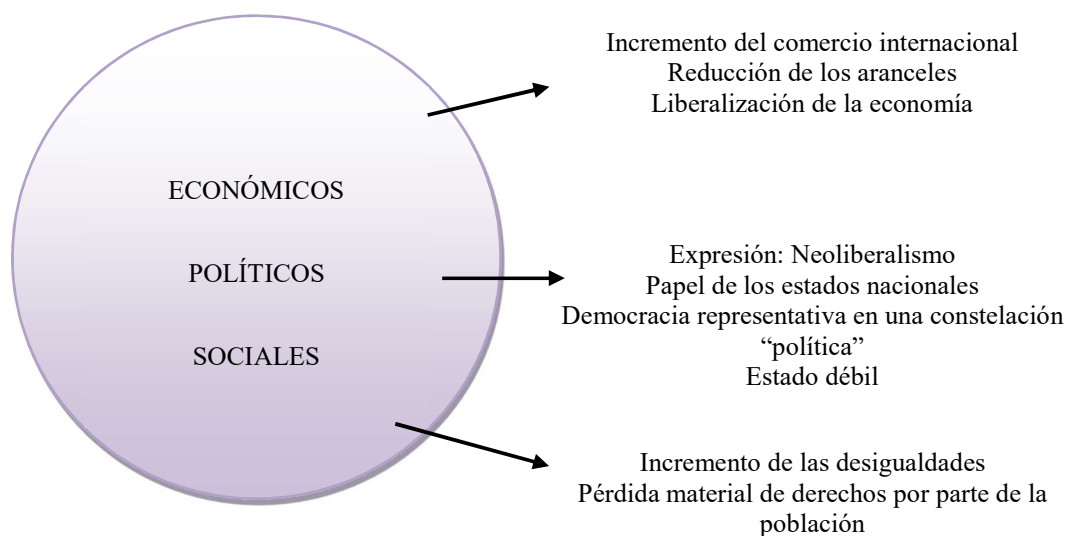 Incremento del comercio internacional
Reducción de los aranceles
Liberalización de la economía
ECONÓMICOS
POLÍTICOS
SOCIALES
Expresión: Neoliberalismo
Papel de los estados nacionales
Democracia representativa en una constelación
“política”
Estado débil
Incremento de las desigualdades
Pérdida material de derechos por parte de la
población